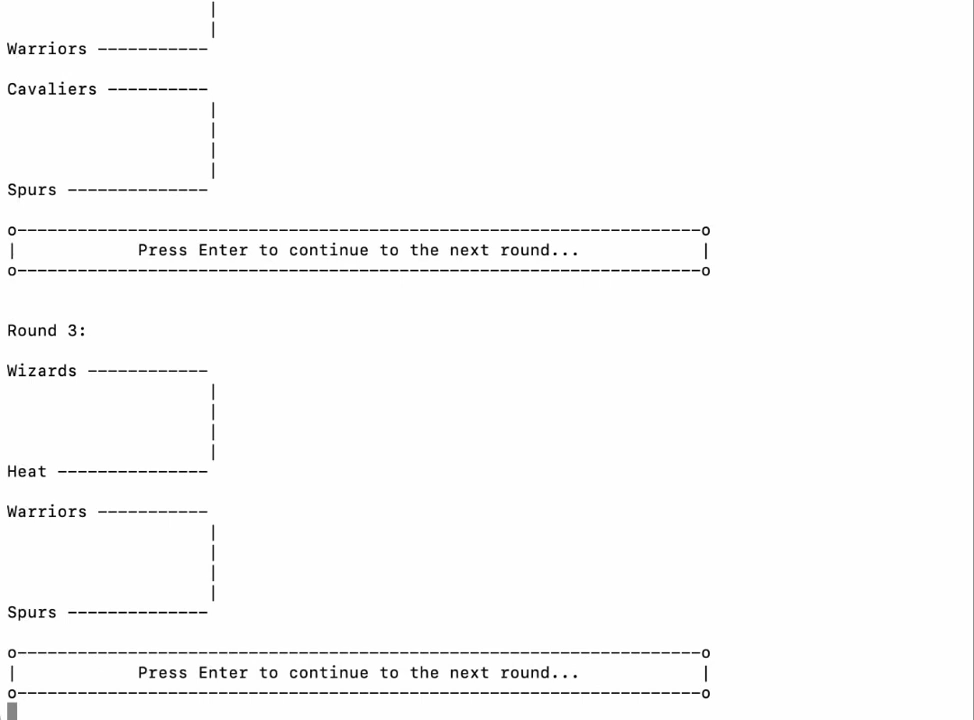 Warriors -----------
Cavaliers ----------
Spurs --------------
o--------------------------------------------------------------------o
| Press Enter to continue to the next round... |
o--------------------------------------------------------------------o
Round 3:
Wizards ------------
Heat ---------------
Warriors -----------
Spurs --------------
o--------------------------------------------------------------------o
| Press Enter to continue to the next round... |
o--------------------------------------------------------------------o